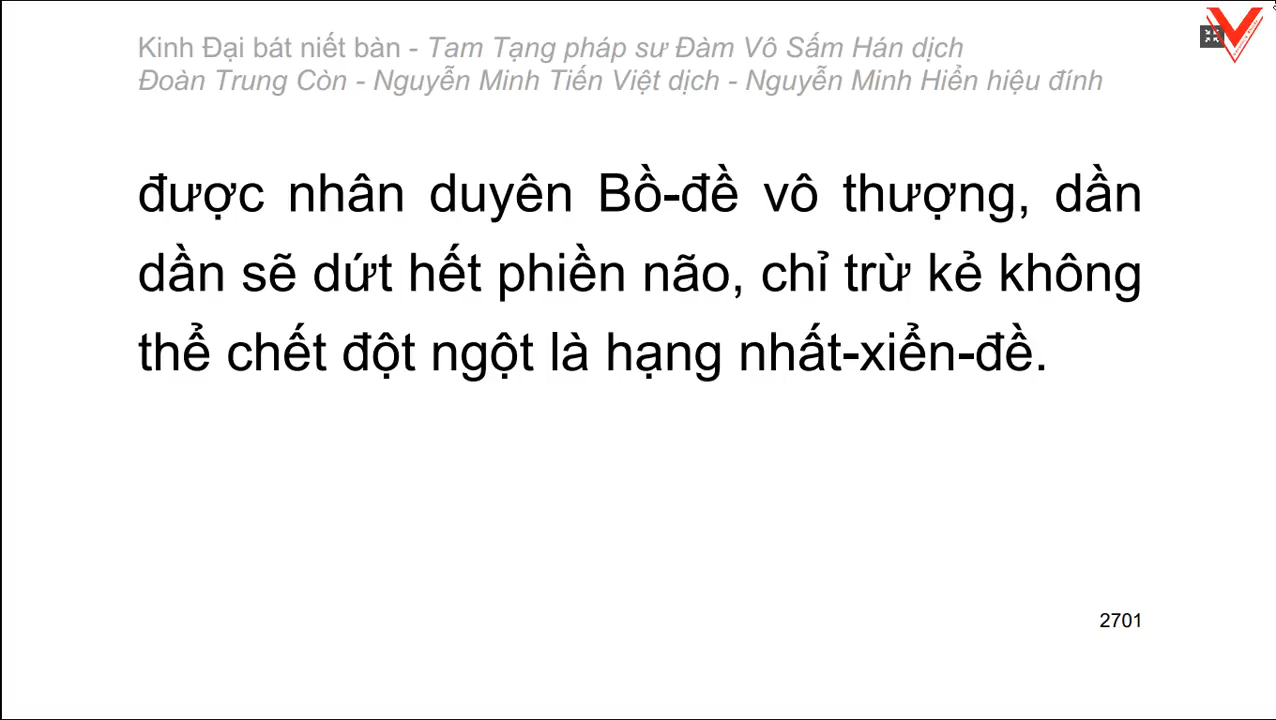 Kinh Đại bát niết bàn - Tam Tạng pháp sư Đàm Vô Sấm Hán dịch
Đoàn Trung Còn - Nguyễn Minh Tiến Việt dịch - Nguyễn Minh Hiển hiệu đính
được nhân duyên Bồ-đề vô thượng, dần
dần sẽ dứt hết phiền não, chỉ trừ kẻ không
thể chết đột ngột là hạng nhất-xiển-đề.
2701